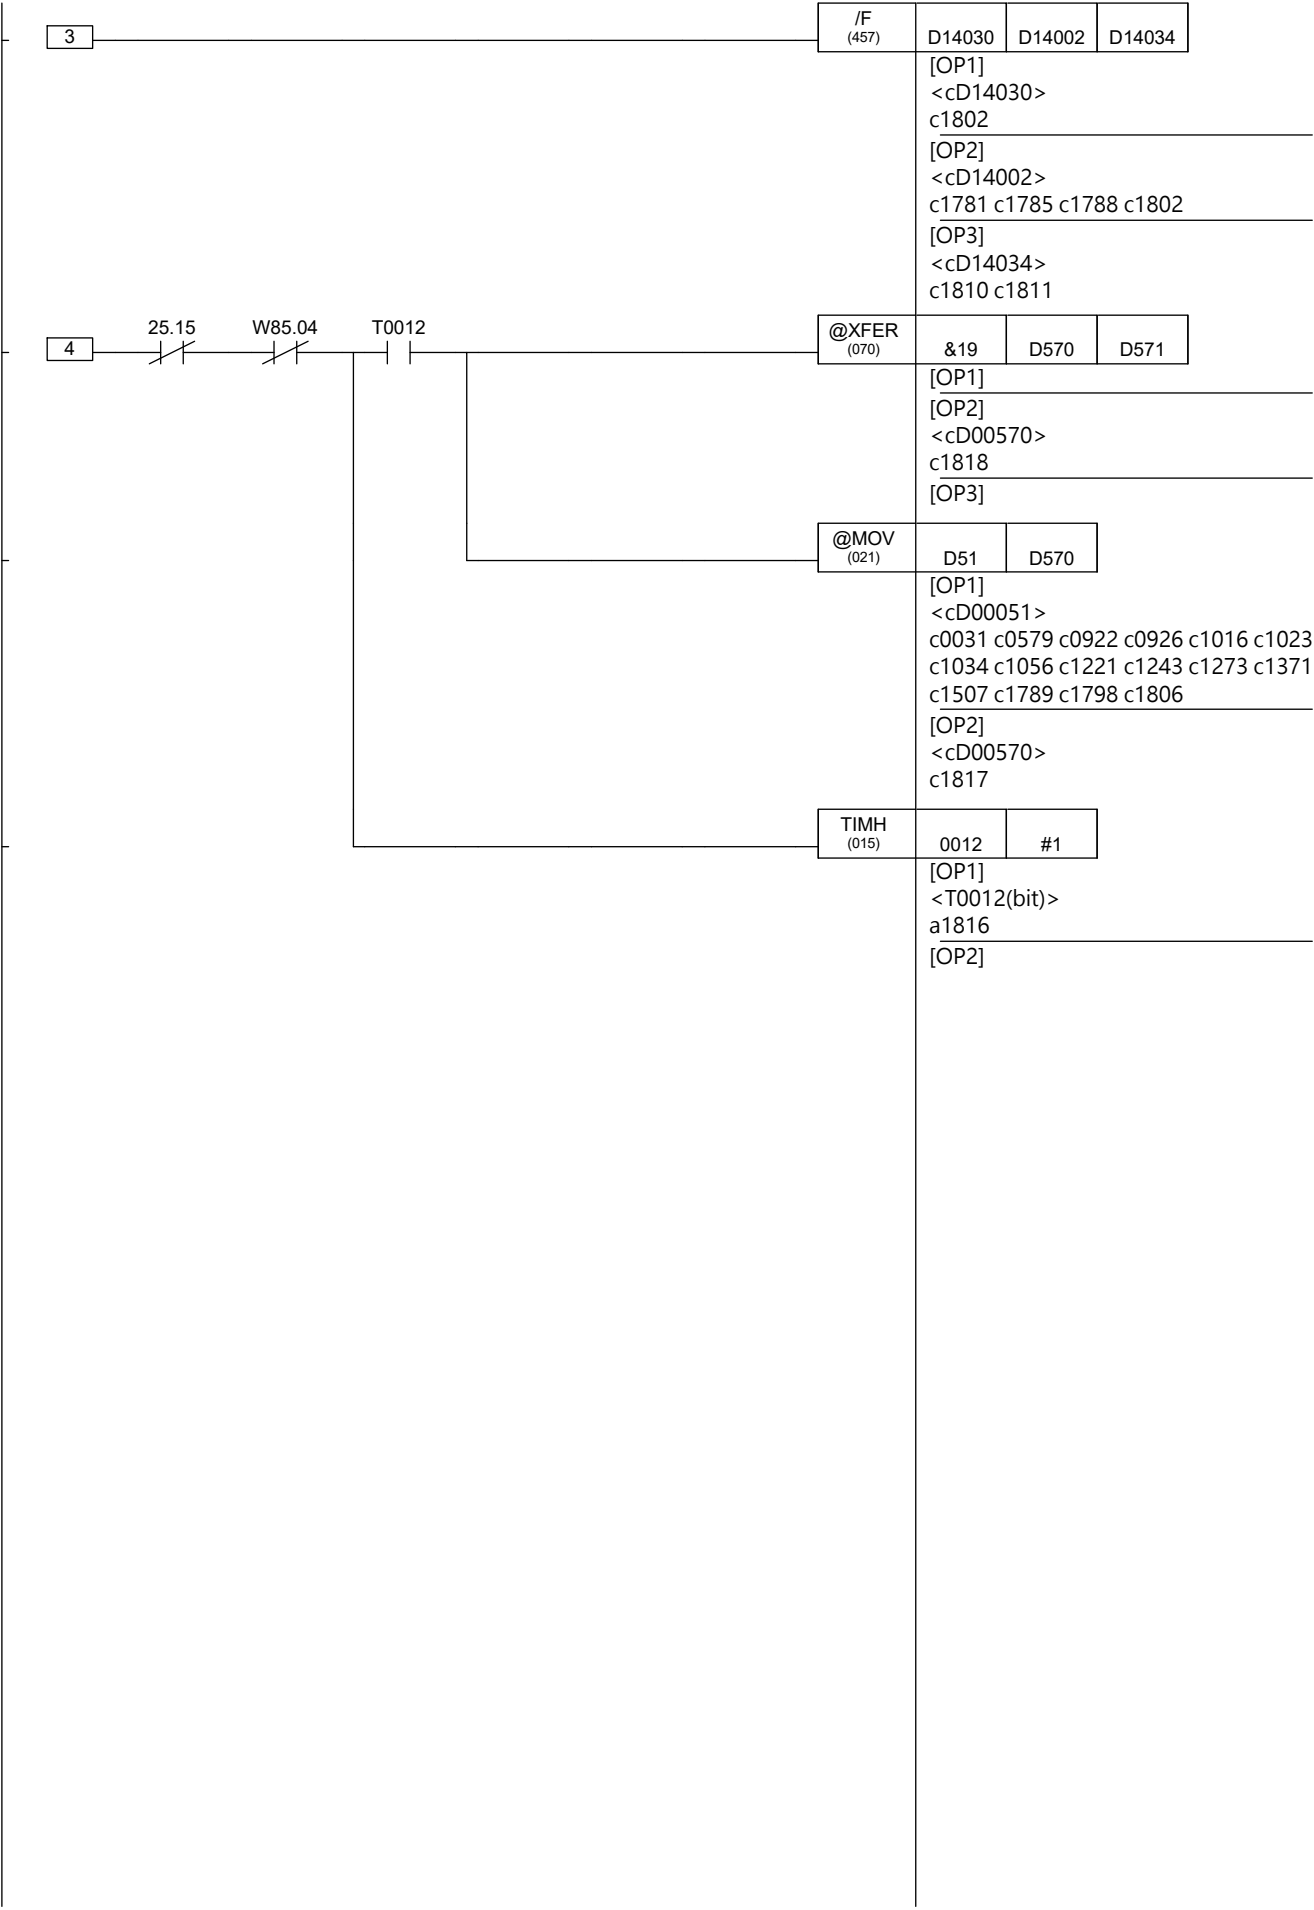 /F
3
(457)
D14030 D14002 D14034
[OP1]
<cD14030>
c1802
[OP2]
<cD14002>
c1781 c1785 c1788 c1802
[OP3]
<cD14034>
c1810 c1811
25.15 W85.04 T0012
@XFER
4
(070)
&19 D570 D571
[OP1]
[OP2]
<cD00570>
c1818
[OP3]
@MOV
(021)
D51 D570
[OP1]
<cD00051>
c0031 c0579 c0922 c0926 c1016 c1023
c1034 c1056 c1221 c1243 c1273 c1371
c1507 c1789 c1798 c1806
[OP2]
<cD00570>
c1817
TIMH
(015)
0012 #1
[OP1]
<T0012(bit)>
a1816
[OP2]